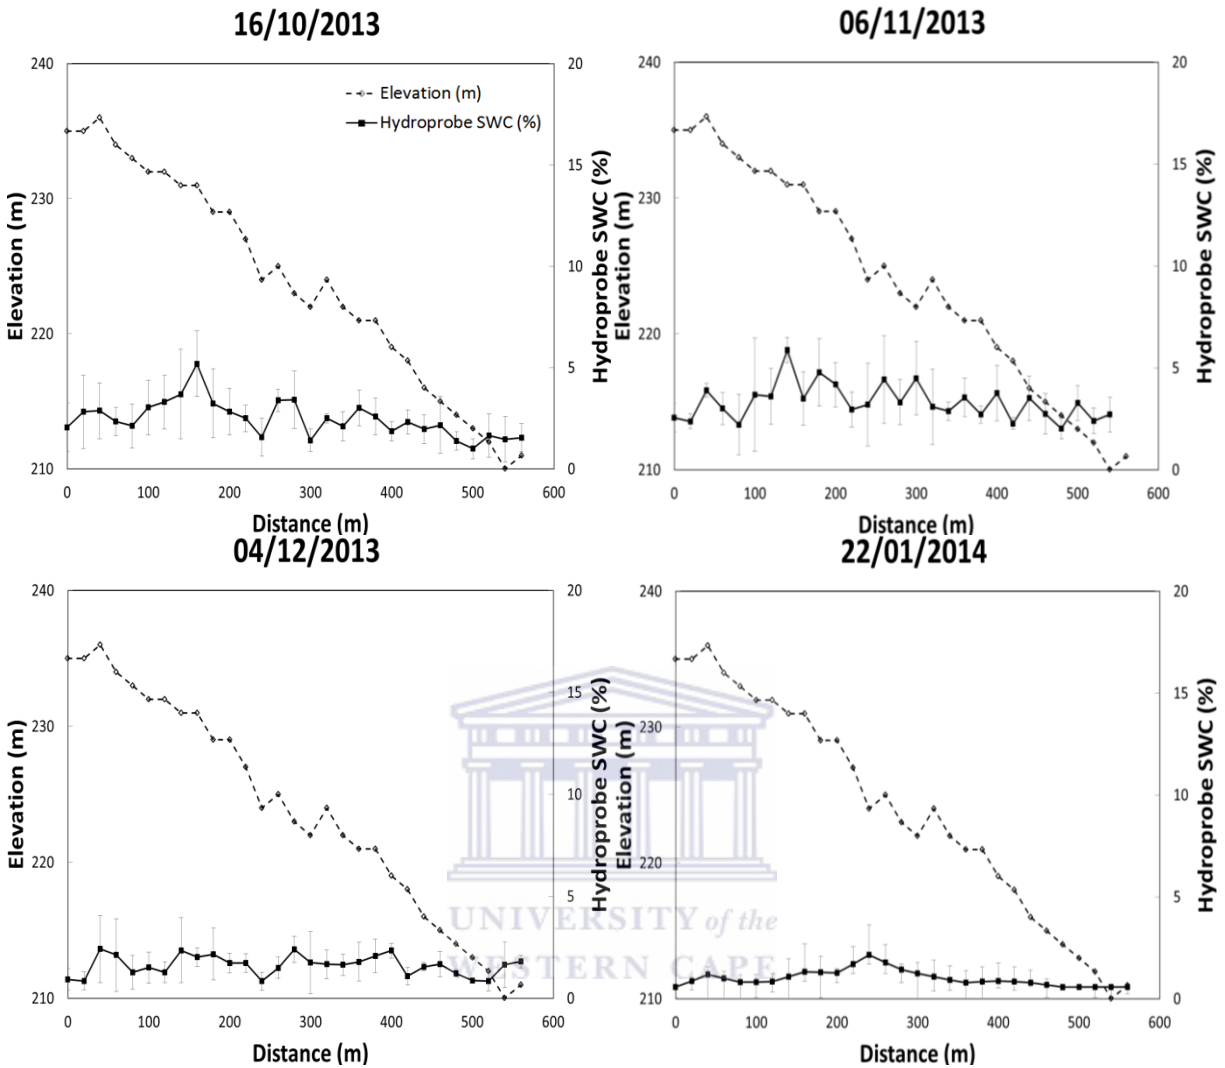 16/10/2013
240
230
220
210
Elevation (m)
20
15
10
5
0
Hydroprobe SWC (%)
Elevation (m)
Hydroprobe SWC (%)
0 100 200 300 400 500 600
Distance (m)
06/11/2013
240
230
220
210
Elevation (m)
20
15
10
5
0
Hydroprobe SWC (%)
0 100 200 300 400 500 600
Distance (m)
04/12/2013
240
230
220
210
Elevation (m)
20
15
10
5
0
Hydroprobe SWC (%)
0 100 200 300 400 500 600
Distance (m)
22/01/2014
240
230
220
210
Elevation (m)
20
15
10
5
0
Hydroprobe SWC (%)
0 100 200 300 400 500 600
Distance (m)
UNIVERSITY of the
WESTERN CAPE